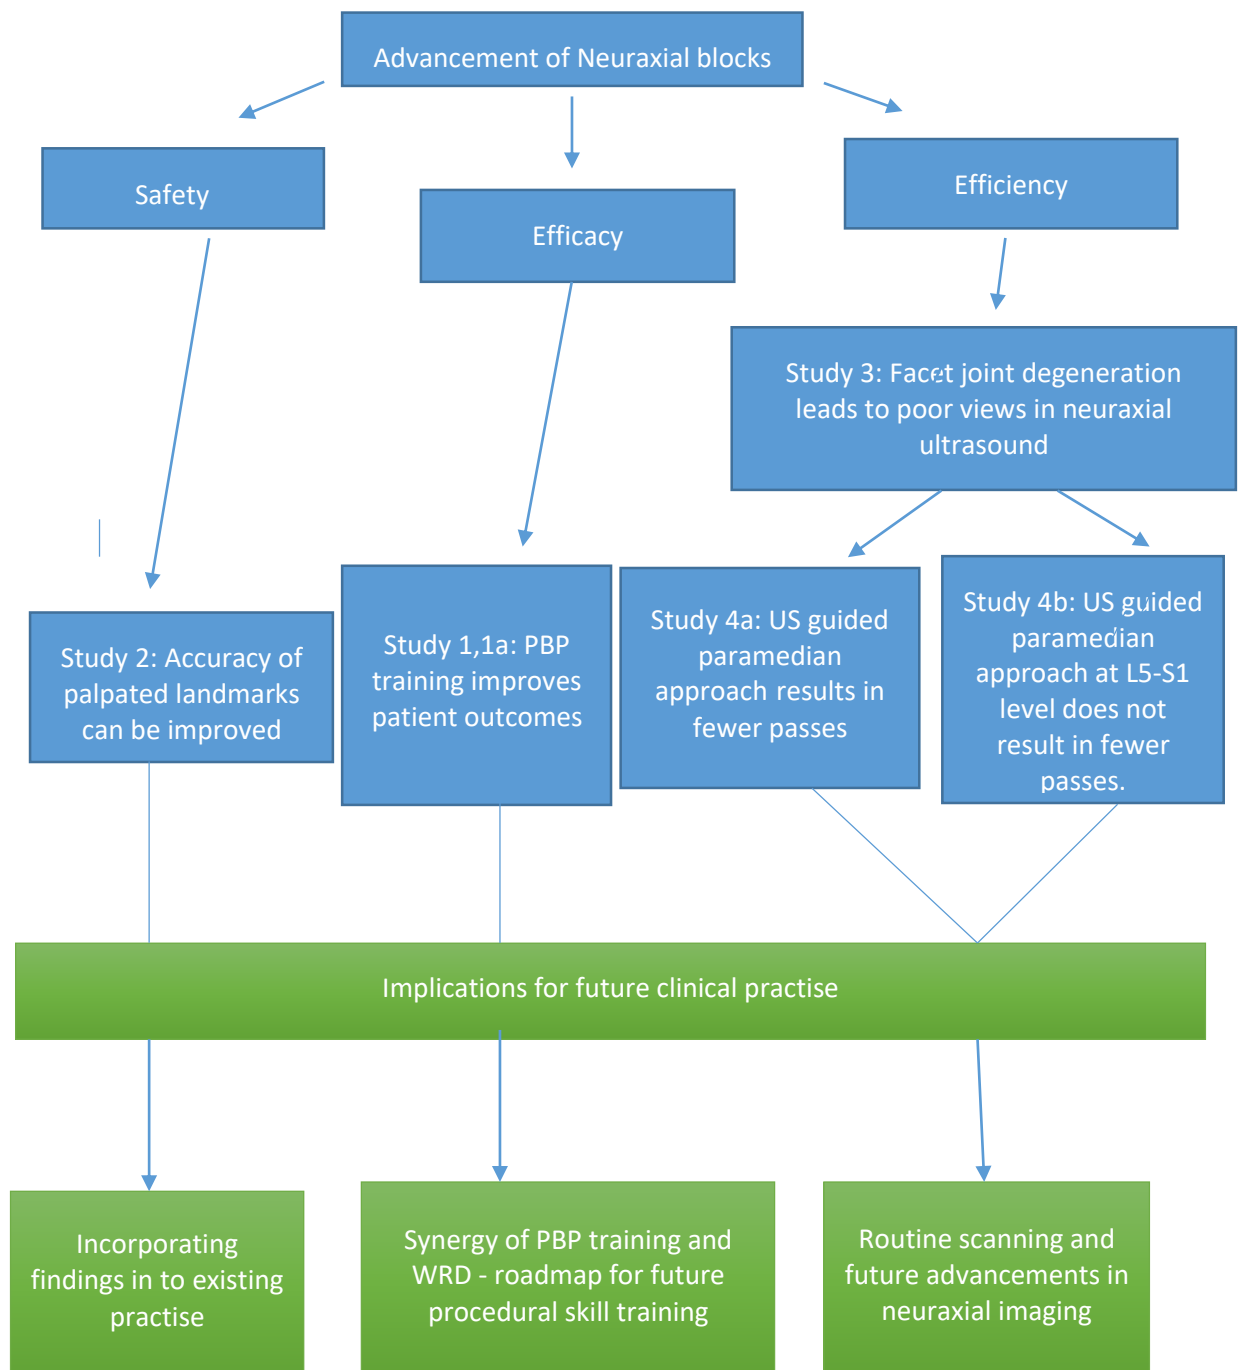 Advancement of Neuraxial blocks
Safety
Efficacy
Efficiency
Study 3: Facet joint degeneration
leads to poor views in neuraxial
ultrasound
Study 2: Accuracy of
palpated landmarks
can be improved
Study 1,1a: PBP
training improves
patient outcomes
Study 4a: US guided
paramedian
approach results in
fewer passes
Study 4b: US guided
paramedian
approach at L5-S1
level does not
result in fewer
passes.
Implications for future clinical practise
Incorporating
findings in to existing
practise
Synergy of PBP training and
WRD - roadmap for future
procedural skill training
Routine scanning and
future advancements in
neuraxial imaging